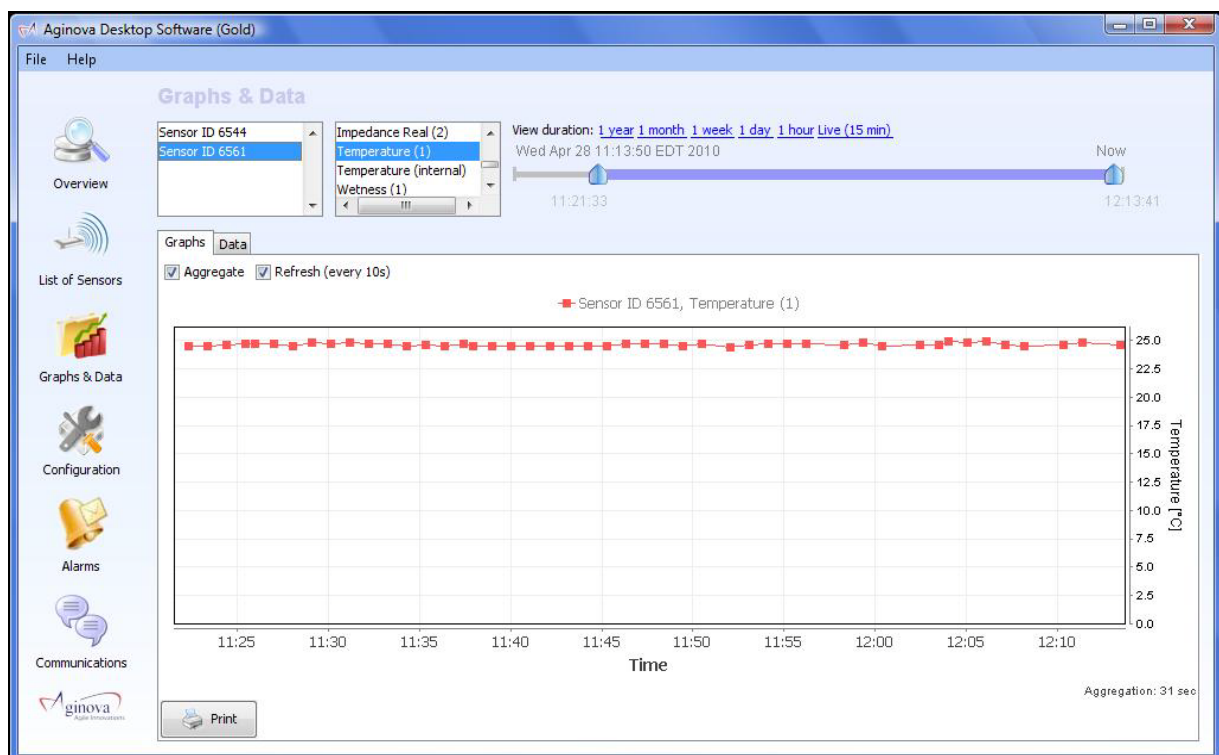 Aginova Desktop Software (Gold)
File Help
Graphs & Data
Sensor ID 6544
Sensor ID 6561
Impedance Real (2)
Temperature (1)
Temperature (internal)
Wetness (1)
View duration: 1 year 1 month 1 week 1 day 1 hour Live (15 min)
Wed Apr 28 11:13:50 EDT 2010 Now
11:21:33 12:13:41
Overview
List of Sensors
Graphs & Data
Configuration
Alarms
Communications
Aginova
Agile Innovations
Graphs Data
Aggregate Refresh (every 10s)
Sensor ID 6561, Temperature (1)
25.0
22.5
20.0
17.5
15.0
12.5
10.0
7.5
5.0
2.5
0.0
Temperature [°C]
11:25 11:30 11:35 11:40 11:45 11:50 11:55 12:00 12:05 12:10
Time
Aggregation: 31 sec
Print